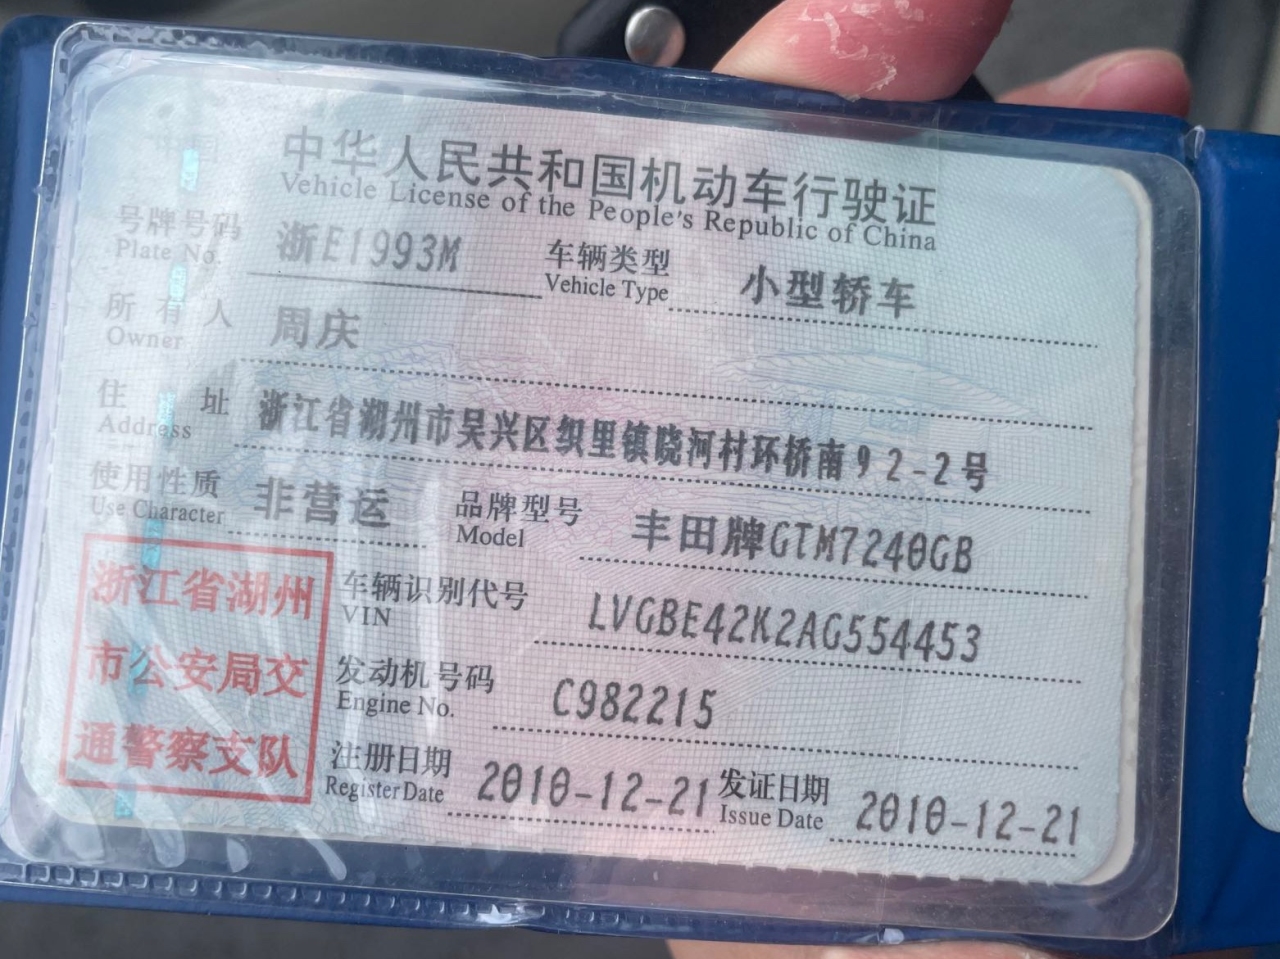 中华人民共和国机动车行驶证
Vehicle License of the People's Republic of China
号牌号码 浙E1993M 车辆类型 小型轿车
Plate No. Vehicle Type
所有人 周庆
Owner
住址 浙江省湖州市吴兴区织里镇晓河村环桥南92-2号
Address
使用性质 非营运 品牌型号 丰田牌GTM7240GB
Use Character Model
浙江省湖州
市公安局交
通警察支队
车辆识别代号 LVGBE42K2AG554453
VIN
发动机号码 C982215
Engine No.
注册日期 2010-12-21 发证日期 2010-12-21
Register Date Issue Date